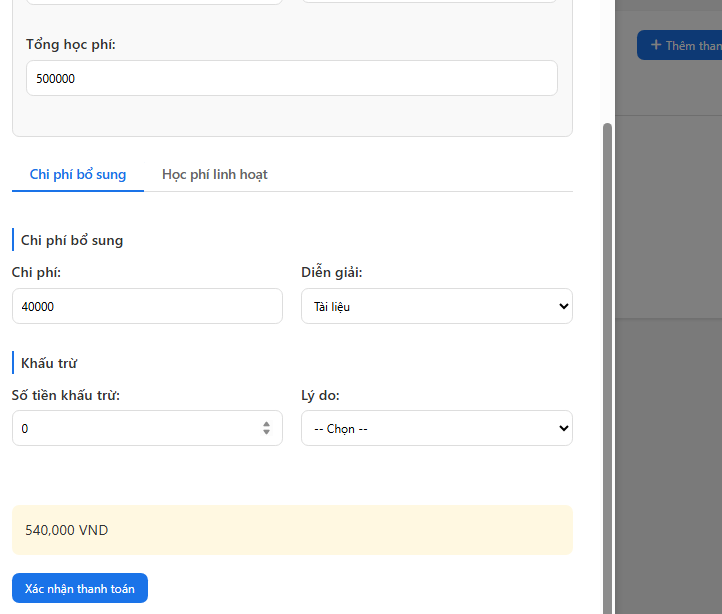 Tổng học phí:
+ Thêm than
500000
Chi phí bổ sung
Học phí linh hoạt
Chi phí bổ sung
Chi phí:
Diễn giải:
40000
Tài liệu
Khấu trừ
Số tiền khấu trừ:
Lý do:
0
-- Chọn --
540,000 VND
Xác nhận thanh toán